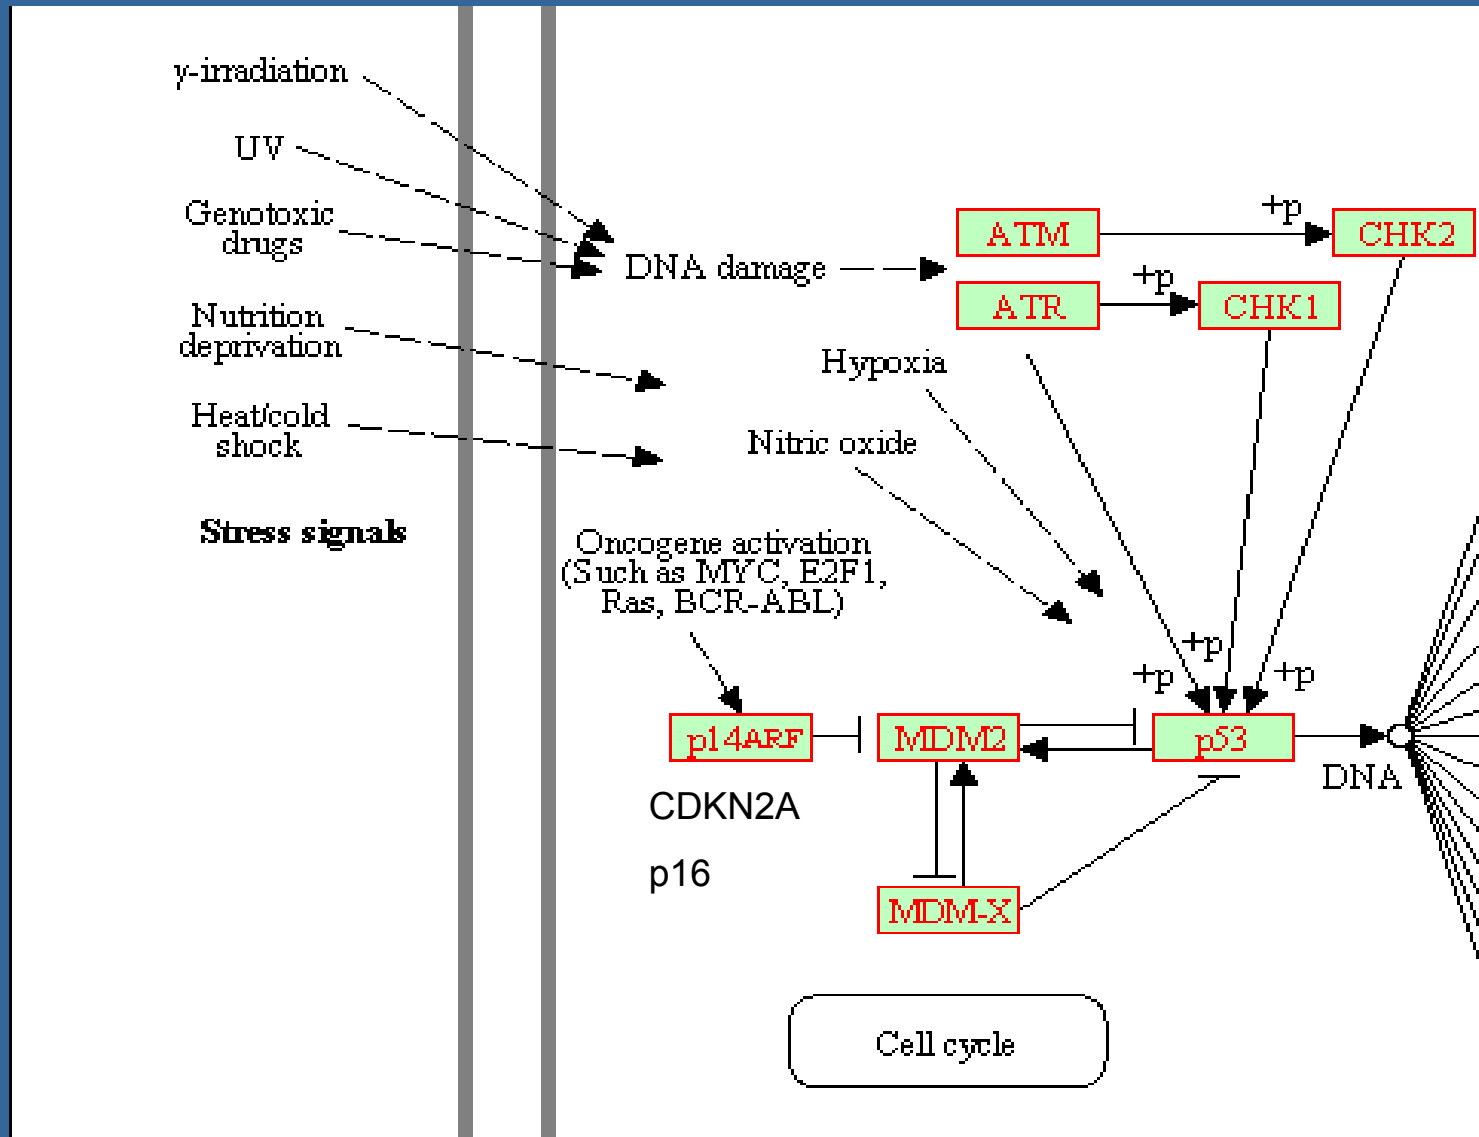 γ-irradiation
UV
Genotoxic
drugs
Nutrition
deprivation
Heat/cold
shock
Stress signals
DNA damage
ATM
+p
CHK2
ATR
+p
CHK1
Hypoxia
Nitric oxide
Oncogene activation
(Such as MYC, E2F1,
Ras, BCR-ABL)
+p
+p
+p
p14ARF
MDM2
p53
DNA
CDKN2A
p16
MDM-X
Cell cycle